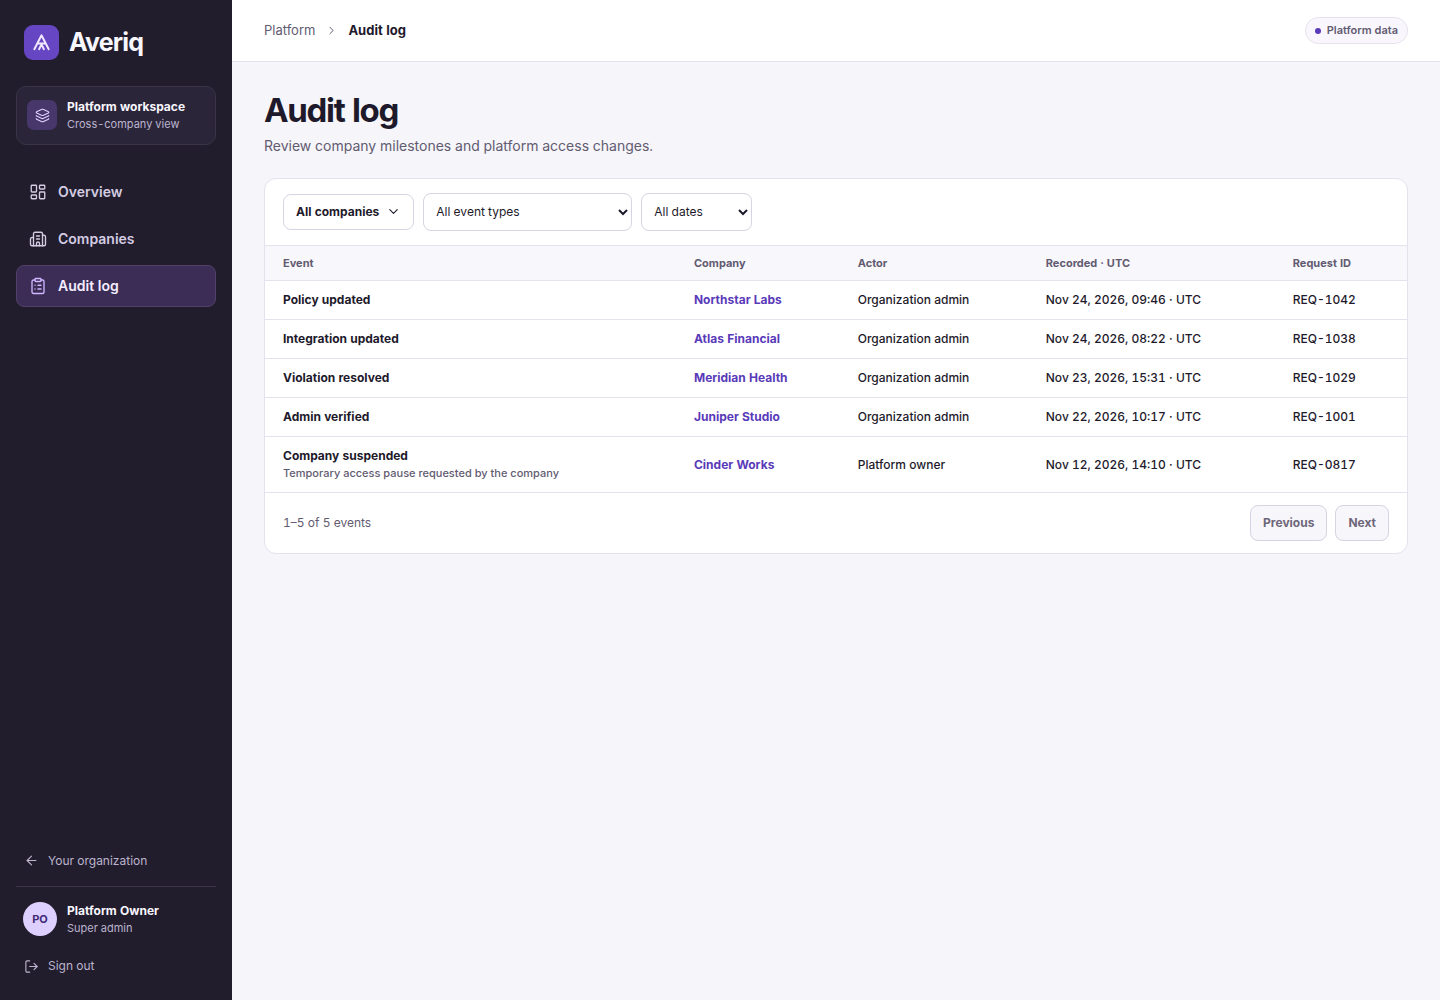 Averiq
Platform workspace
Cross-company view
Overview
Companies
Audit log
Your organization
PO
Platform Owner
Super admin
Sign out
Platform > Audit log
Platform data
Audit log
Review company milestones and platform access changes.
All companies
All event types
All dates
Event Company Actor Recorded · UTC Request ID
Policy updated Northstar Labs Organization admin Nov 24, 2026, 09:46 · UTC REQ-1042
Integration updated Atlas Financial Organization admin Nov 24, 2026, 08:22 · UTC REQ-1038
Violation resolved Meridian Health Organization admin Nov 23, 2026, 15:31 · UTC REQ-1029
Admin verified Juniper Studio Organization admin Nov 22, 2026, 10:17 · UTC REQ-1001
Company suspended Cinder Works Platform owner Nov 12, 2026, 14:10 · UTC REQ-0817
Temporary access pause requested by the company
1–5 of 5 events
Previous
Next